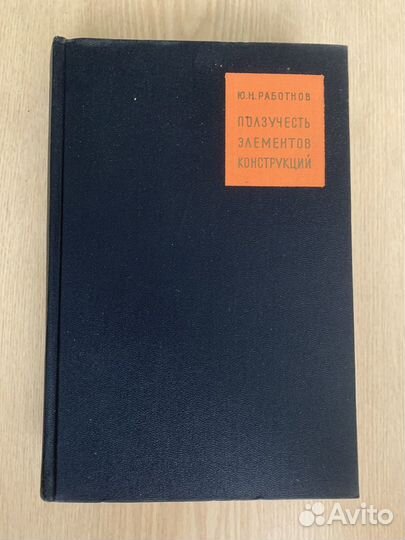 Ю.Н.РАБОТНОВ
ПОЛЗУЧЕСТЬ
ЭЛЕМЕНТОВ
КОНСТРУКЦИЙ
Avito